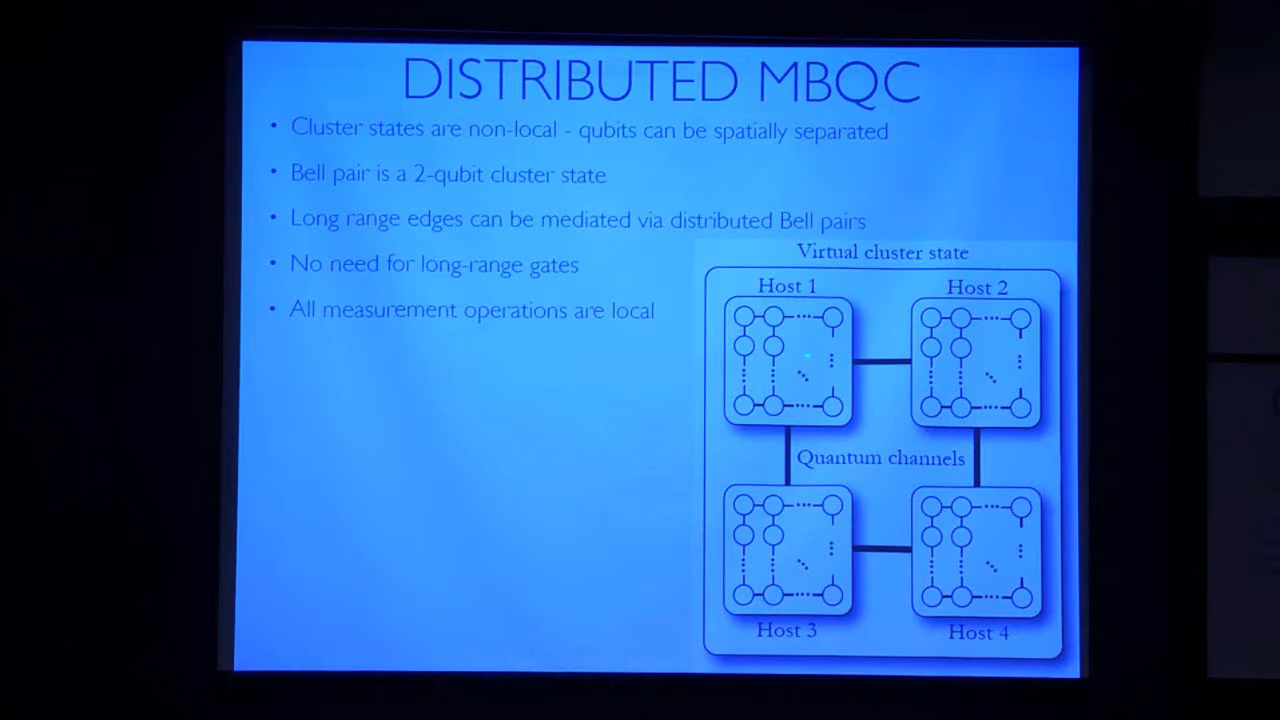 DISTRIBUTED MBQC
• Cluster states are non-local - qubits can be spatially separated
• Bell pair is a 2-qubit cluster state
• Long range edges can be mediated via distributed Bell pairs
• No need for long-range gates
• All measurement operations are local
Virtual cluster state
Host 1
Host 2
Quantum channels
Host 3
Host 4